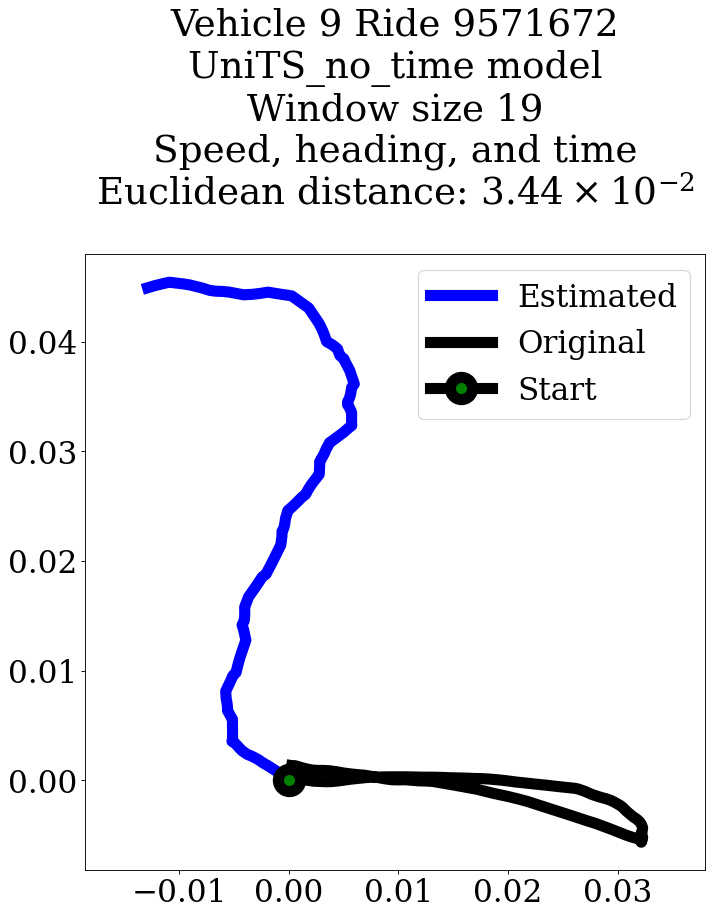 Vehicle 9 Ride 9571672
UniTS_no_time model
Window size 19
Speed, heading, and time
Euclidean distance: 3.44 × 10⁻²
Estimated
Original
Start
0.04
0.03
0.02
0.01
0.00
−0.01 0.00 0.01 0.02 0.03